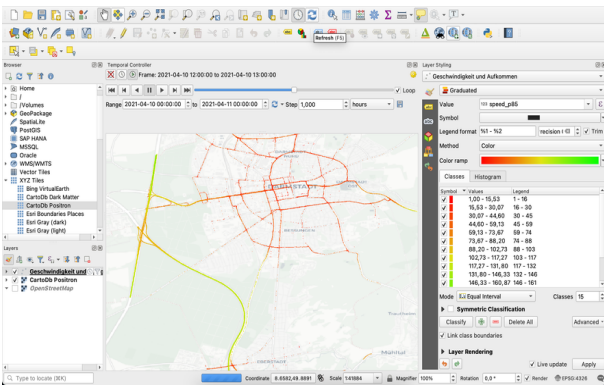 Refresh (F5)
Browser
Home
/
/Volumes
GeoPackage
SpatiaLite
PostGIS
SAP HANA
MSSQL
Oracle
WMS/WMTS
Vector Tiles
XYZ Tiles
Bing VirtualEarth
CartoDb Dark Matter
CartoDb Positron
Esri Boundaries Places
Esri Gray (dark)
Esri Gray (light)
Layers
Geschwindigkeit und
CartoDb Positron
OpenStreetMap
Temporal Controller
Frame: 2021-04-10 12:00:00 to 2021-04-10 13:00:00
Loop
Range 2021-04-10 00:00:00 to 2021-04-11 00:00:00 Step 1,000 hours
DARMSTADT
BESSUNGEN
EBERSTADT
Traisa
Mühltal
Layer Styling
Geschwindigkeit und Aufkommen
Graduated
Value 123 speed_p85
Symbol
Legend format %1 - %2 Trim
Method Color
Color ramp
Classes Histogram
Symbol Values Legend
1,00 - 15,53 1 - 16
15,53 - 30,07 16 - 30
30,07 - 44,60 30 - 45
44,60 - 59,13 45 - 59
59,13 - 73,67 59 - 74
73,67 - 88,20 74 - 88
88,20 - 102,73 88 - 103
102,73 - 117,27 103 - 117
117,27 - 131,80 117 - 132
131,80 - 146,33 132 - 146
146,33 - 160,87 146 - 161
Mode Equal Interval Classes 15
Symmetric Classification
Classify Delete All Advanced
Link class boundaries
Layer Rendering
Live update Apply
Type to locate (⌘K)
Coordinate 8.6582,49.8891 Scale 1:41984 Magnifier 100% Rotation 0,0 ° Render EPSG:4326